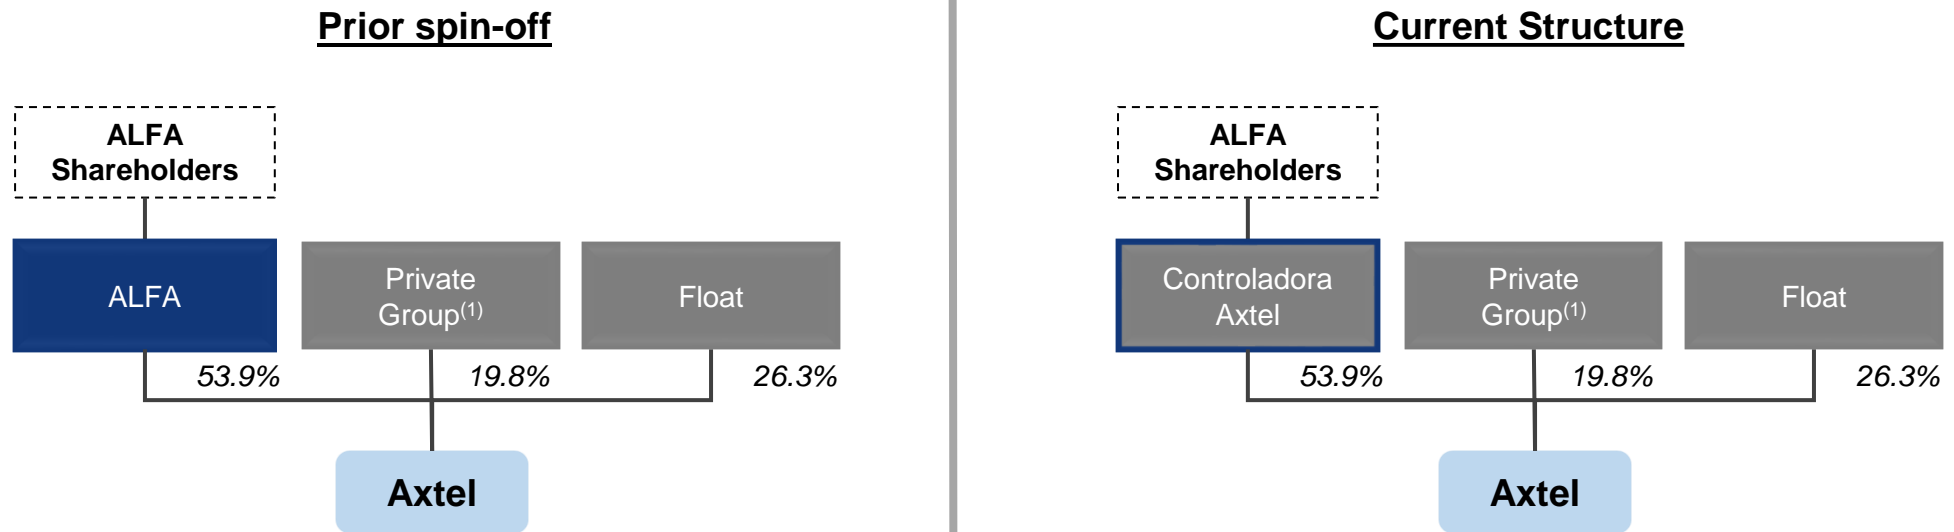 Prior spin-off
ALFA
Shareholders
ALFA
Private
Group(1)
Float
53.9%
19.8%
26.3%
Axtel
Current Structure
ALFA
Shareholders
Controladora
Axtel
Private
Group(1)
Float
53.9%
19.8%
26.3%
Axtel